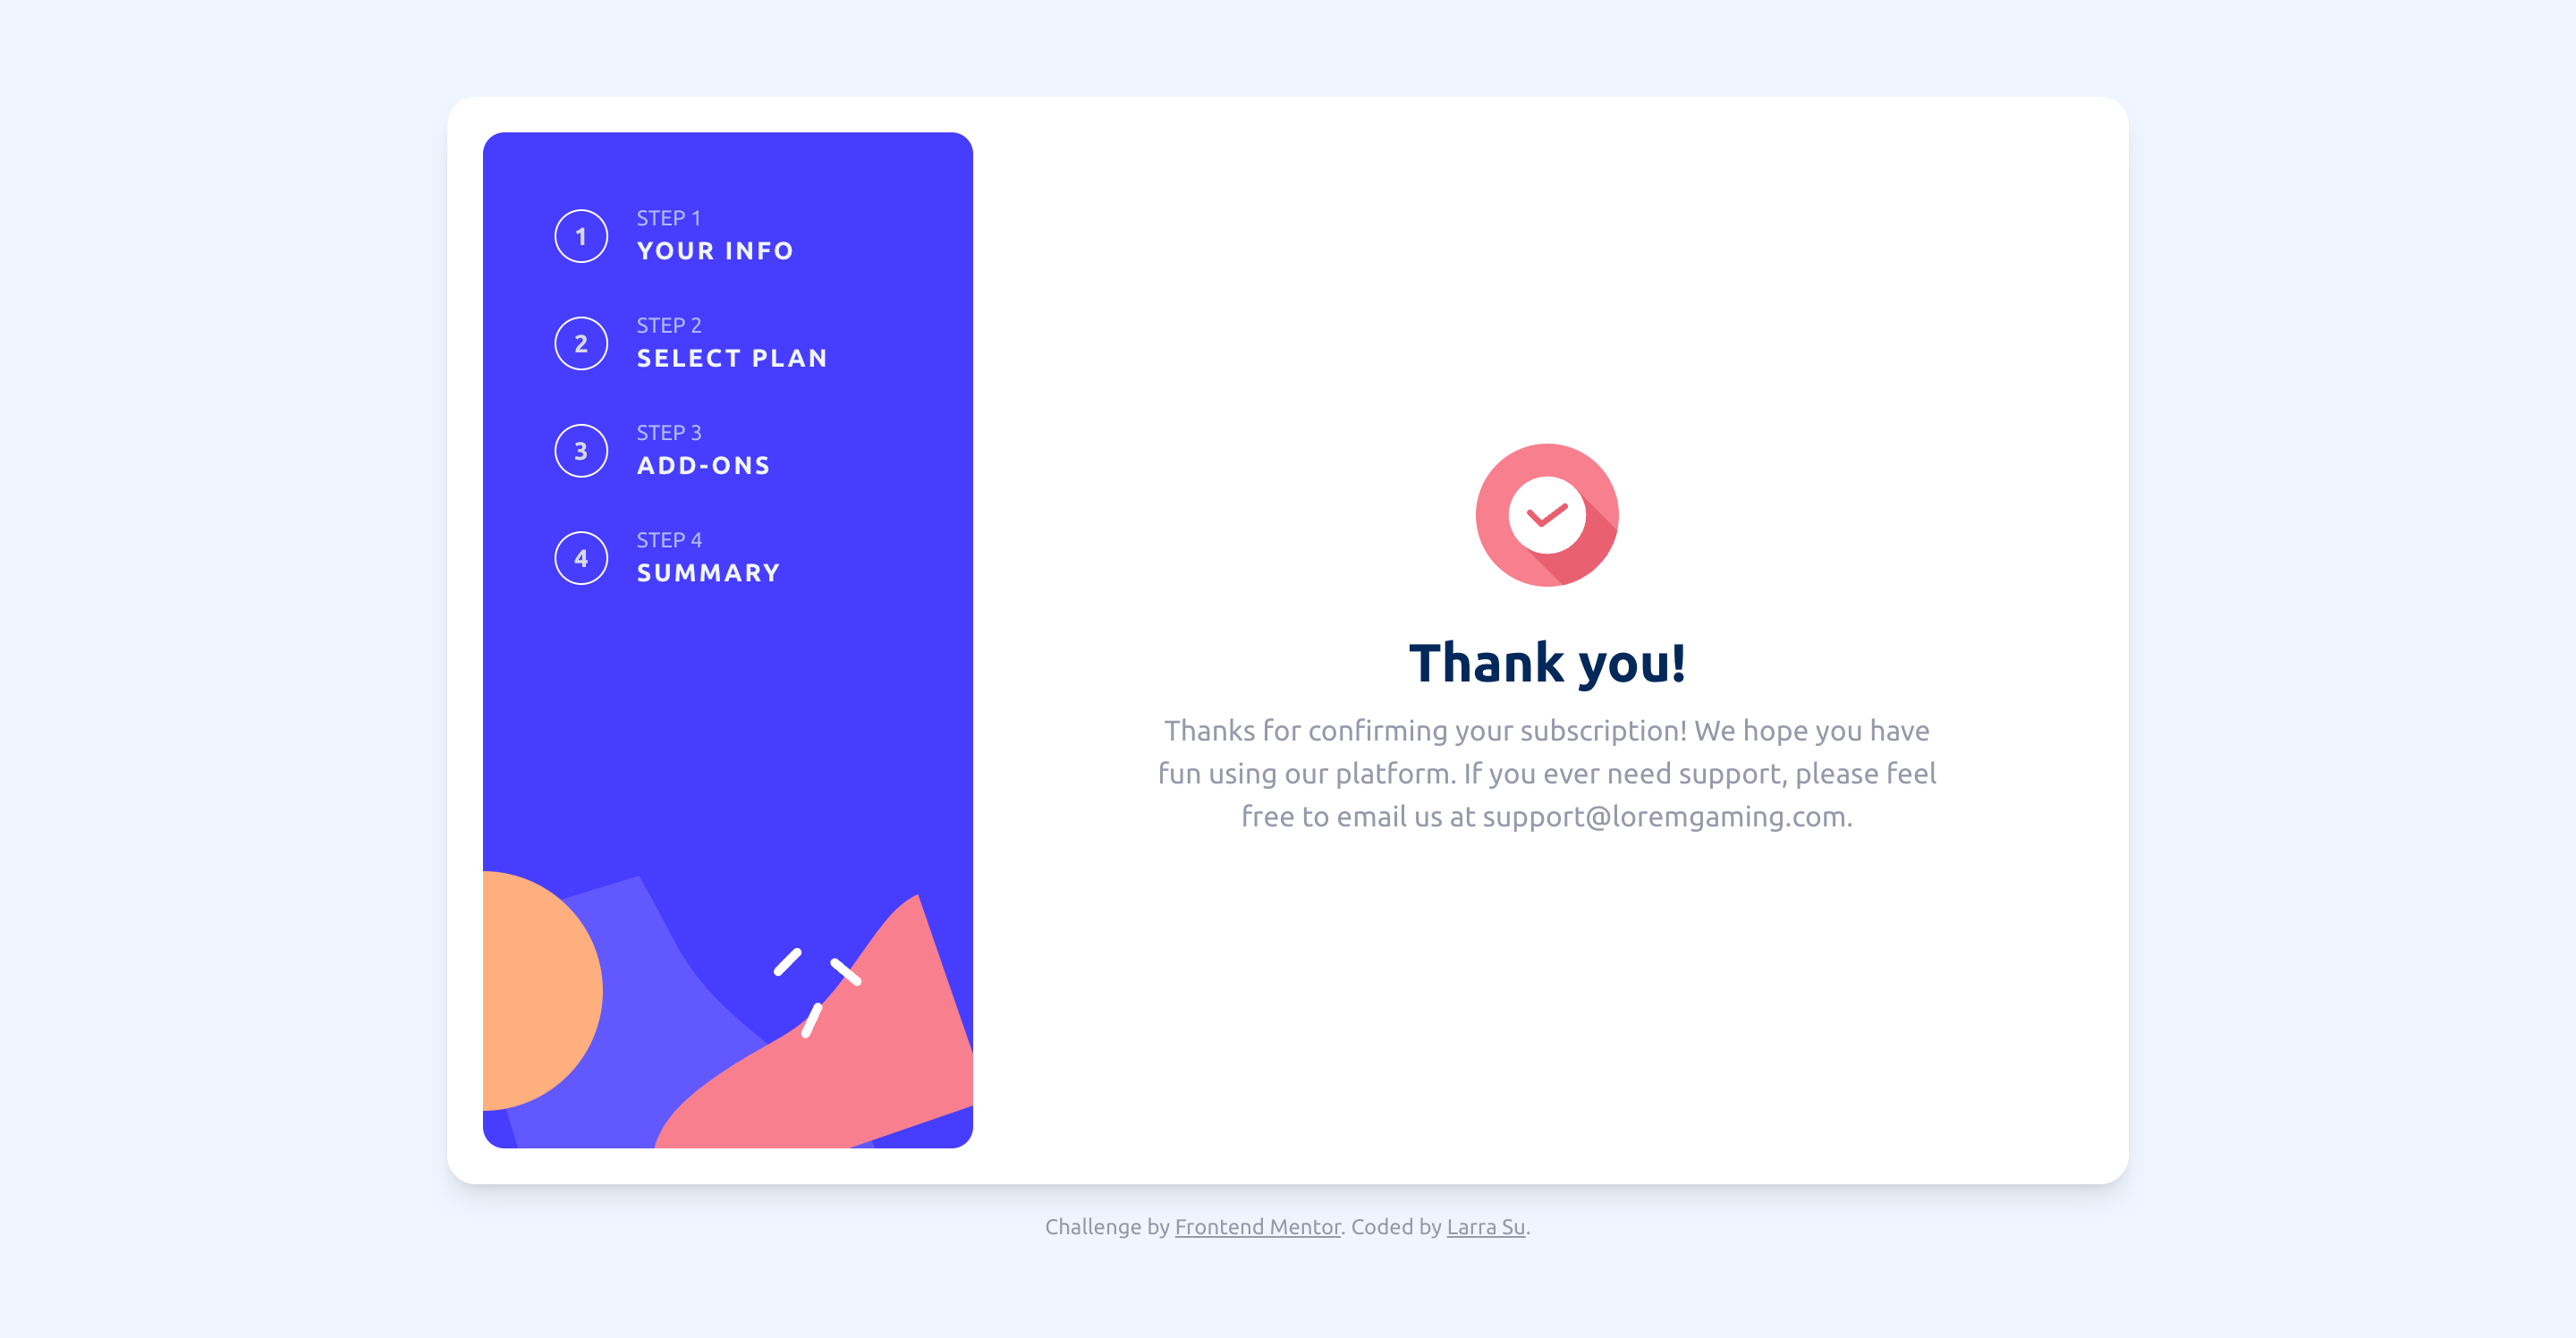 1
STEP 1
YOUR INFO
2
STEP 2
SELECT PLAN
3
STEP 3
ADD-ONS
4
STEP 4
SUMMARY
Thank you!
Thanks for confirming your subscription! We hope you have
fun using our platform. If you ever need support, please feel
free to email us at support@loremgaming.com.
Challenge by Frontend Mentor. Coded by Larra Su.